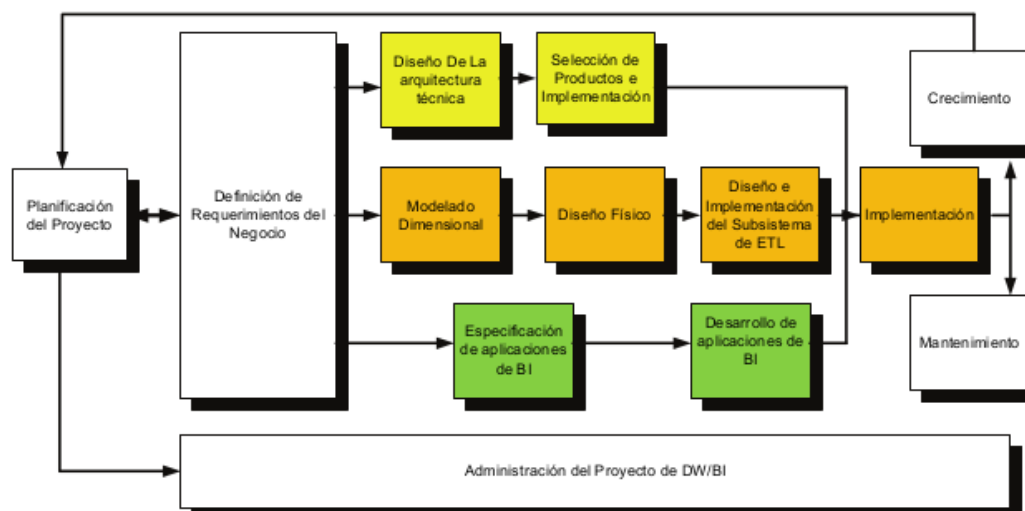 Diseño De La
arquitectura
técnica
Selección de
Productos e
Implementación
Crecimiento
Planificación
del Proyecto
Definición de
Requerimientos del
Negocio
Modelado
Dimensional
Diseño Físico
Diseño e
Implementación
del Subsistema
de ETL
Implementación
Especificación
de aplicaciones
de BI
Desarrollo de
aplicaciones de
BI
Mantenimiento
Administración del Proyecto de DW/BI